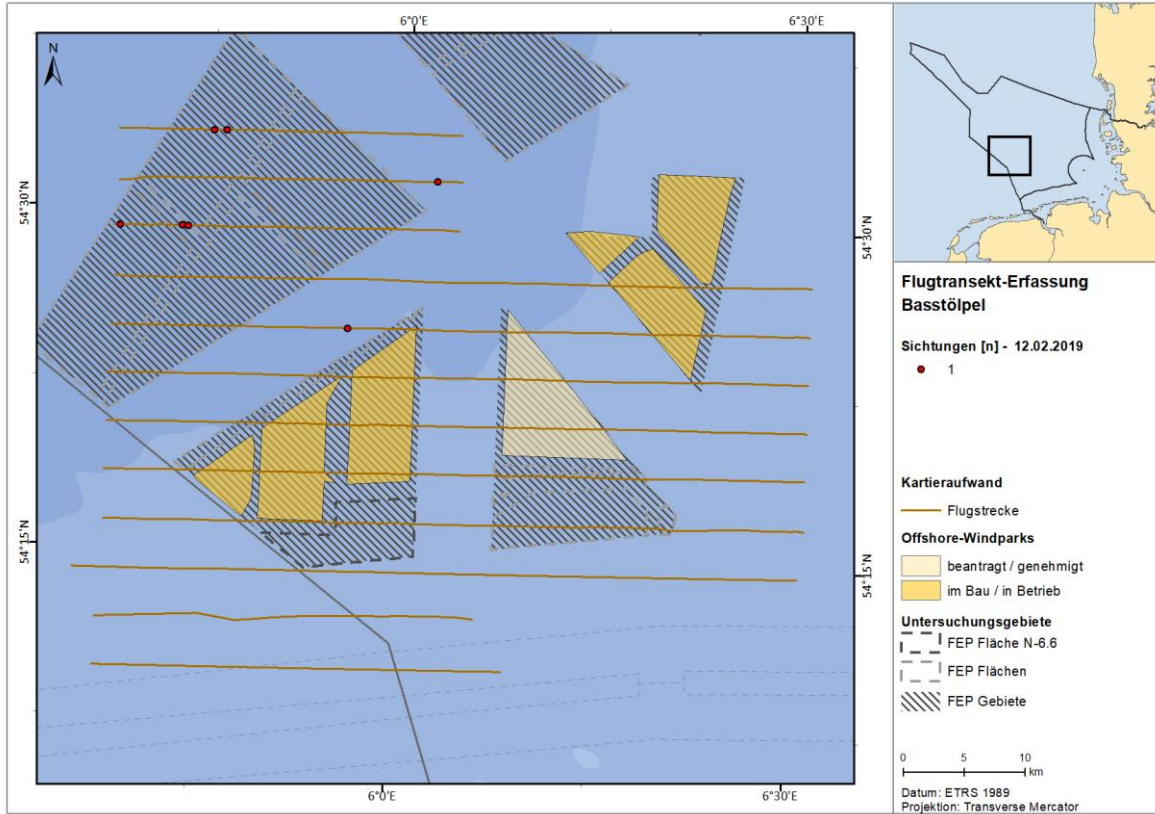 6°0'E
6°30'E
N
54°30'N
54°30'N
54°15'N
54°15'N
6°0'E
6°30'E
Flugtransekt-Erfassung
Basstölpel
Sichtungen [n] - 12.02.2019
1
Kartieraufwand
Flugstrecke
Offshore-Windparks
beantragt / genehmigt
im Bau / in Betrieb
Untersuchungsgebiete
FEP Fläche N-6.6
FEP Flächen
FEP Gebiete
0 5 10
km
Datum: ETRS 1989
Projektion: Transverse Mercator